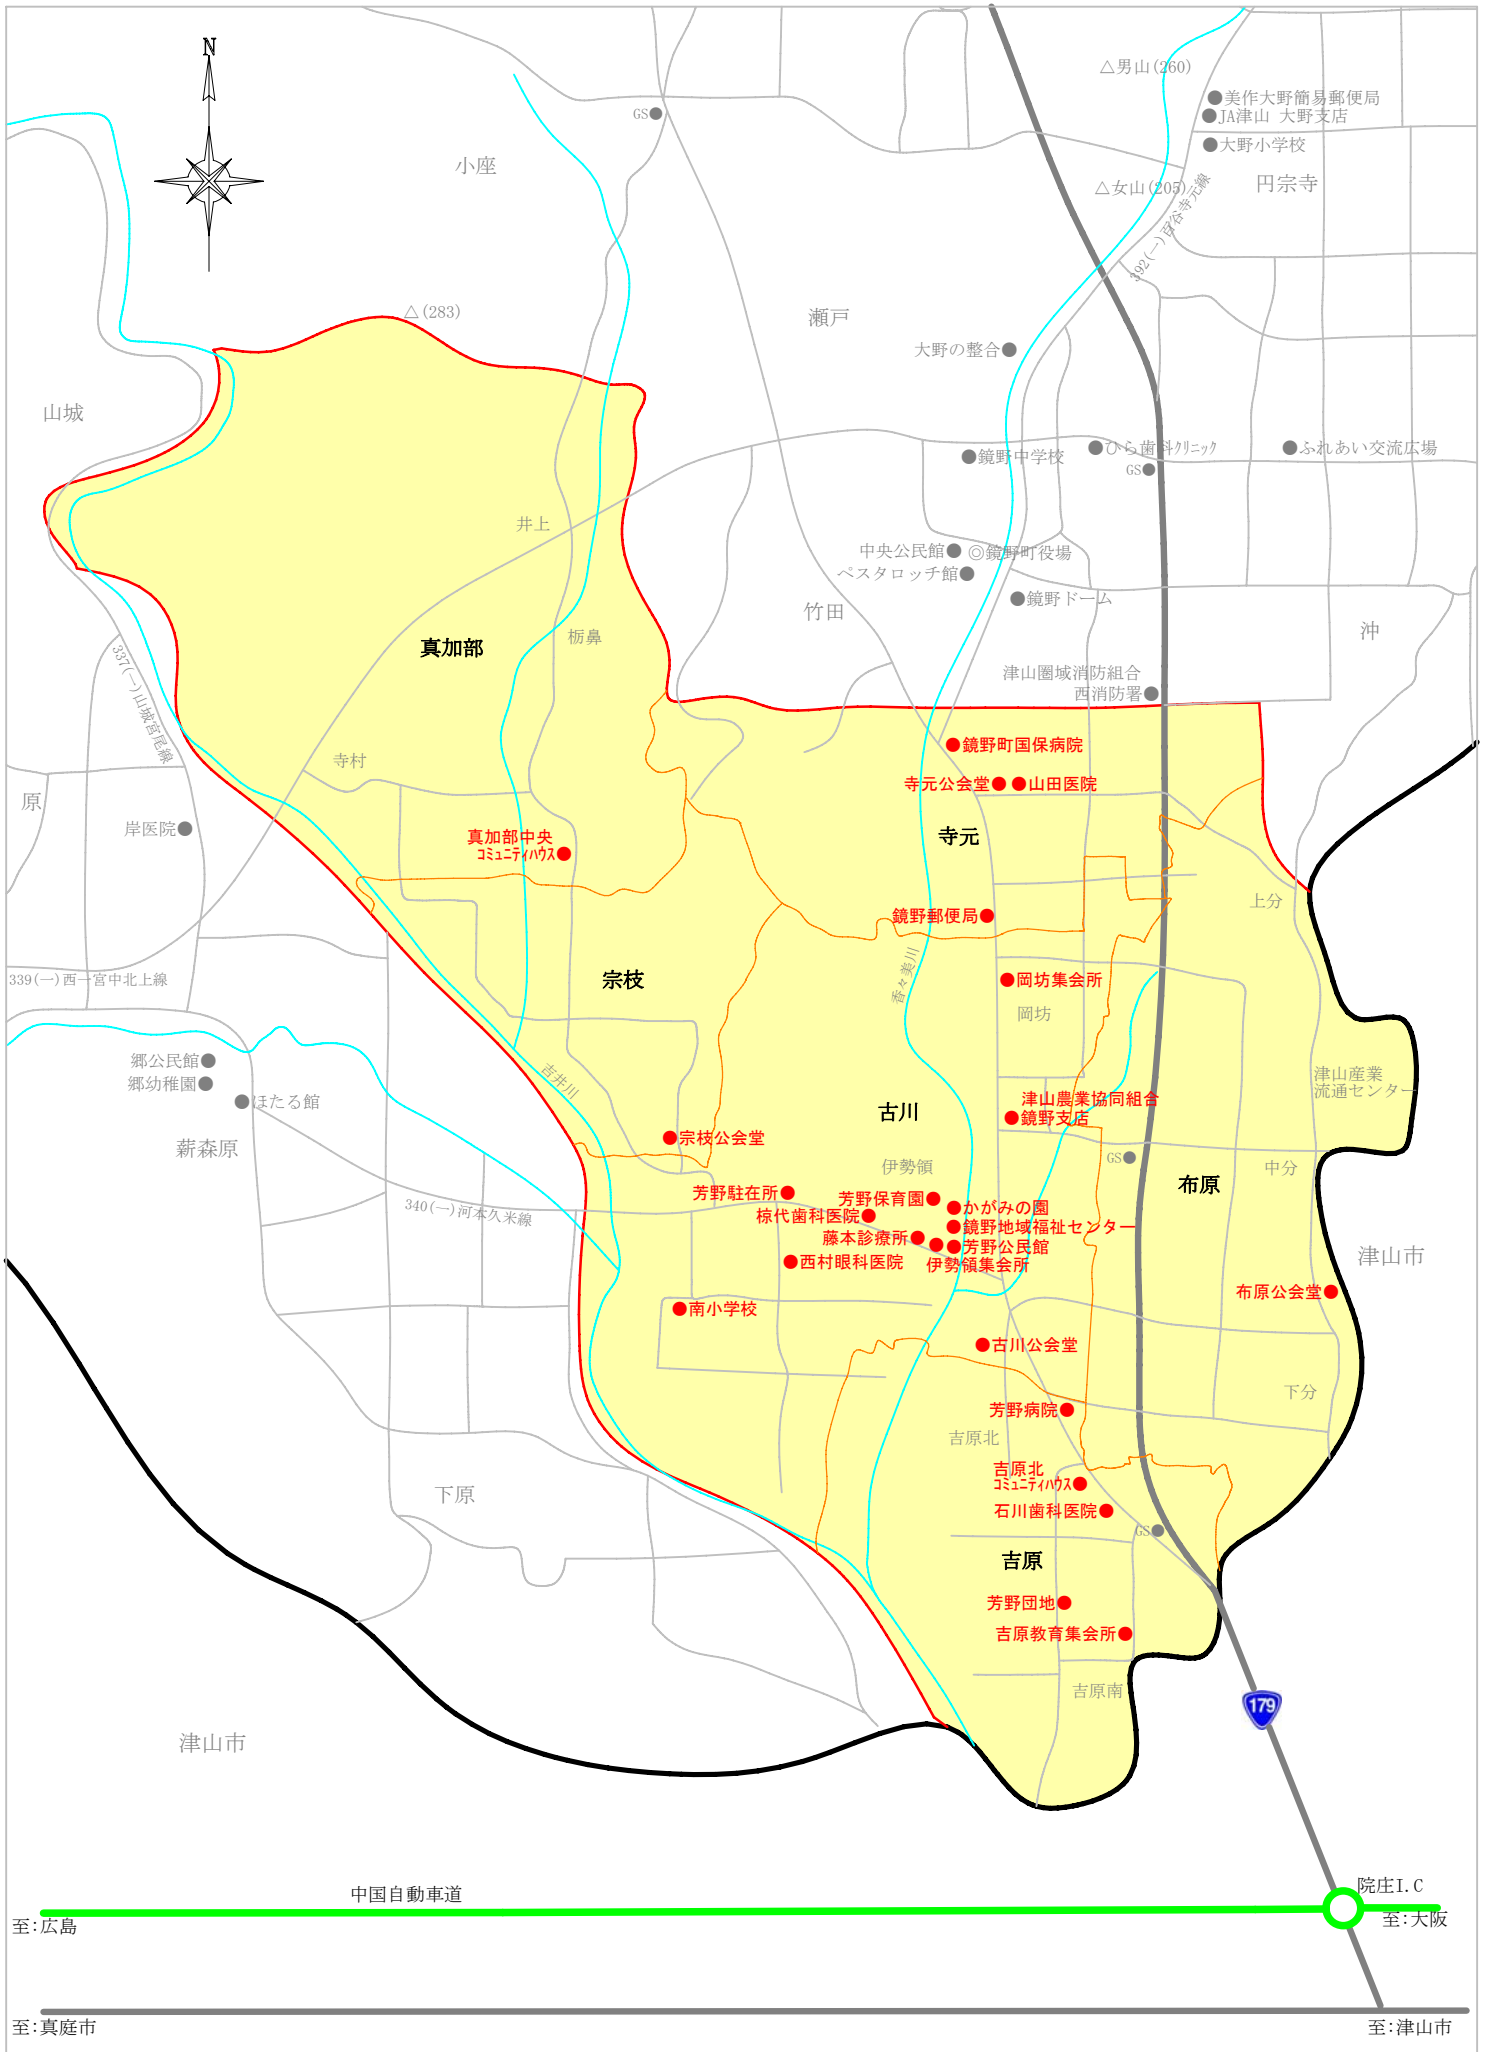 N
△男山(260)
美作大野簡易郵便局
GS
JA津山 大野支店
大野小学校
小座
円宗寺
△女山(205)
392(一)百谷寺元線
△(283)
瀬戸
大野の整合
山城
ひら歯科ｸﾘﾆｯｸ
ふれあい交流広場
鏡野中学校
GS
井上
中央公民館
◎鏡野町役場
ペスタロッチ館
鏡野ドーム
竹田
沖
栃鼻
真加部
337(一)山城宮尾線
津山圏域消防組合
西消防署
鏡野町国保病院
寺村
寺元公会堂
山田医院
原
岸医院
真加部中央
ｺﾐｭﾆﾃｨﾊｳｽ
寺元
上分
鏡野郵便局
339(一)西一宮中北上線
宗枝
香々美川
岡坊集会所
岡坊
郷公民館
郷幼稚園
ほたる館
吉井川
津山産業
流通センター
津山農業協同組合
鏡野支店
古川
薪森原
宗枝公会堂
伊勢領
GS
中分
布原
芳野駐在所
芳野保育園
かがみの園
340(一)河本久米線
椋代歯科医院
鏡野地域福祉センター
藤本診療所
芳野公民館
西村眼科医院
伊勢領集会所
津山市
布原公会堂
南小学校
古川公会堂
下分
芳野病院
吉原北
吉原北
ｺﾐｭﾆﾃｨﾊｳｽ
下原
石川歯科医院
GS
吉原
芳野団地
吉原教育集会所
吉原南
179
津山市
中国自動車道
院庄I.C
至:広島
至:大阪
至:真庭市
至:津山市